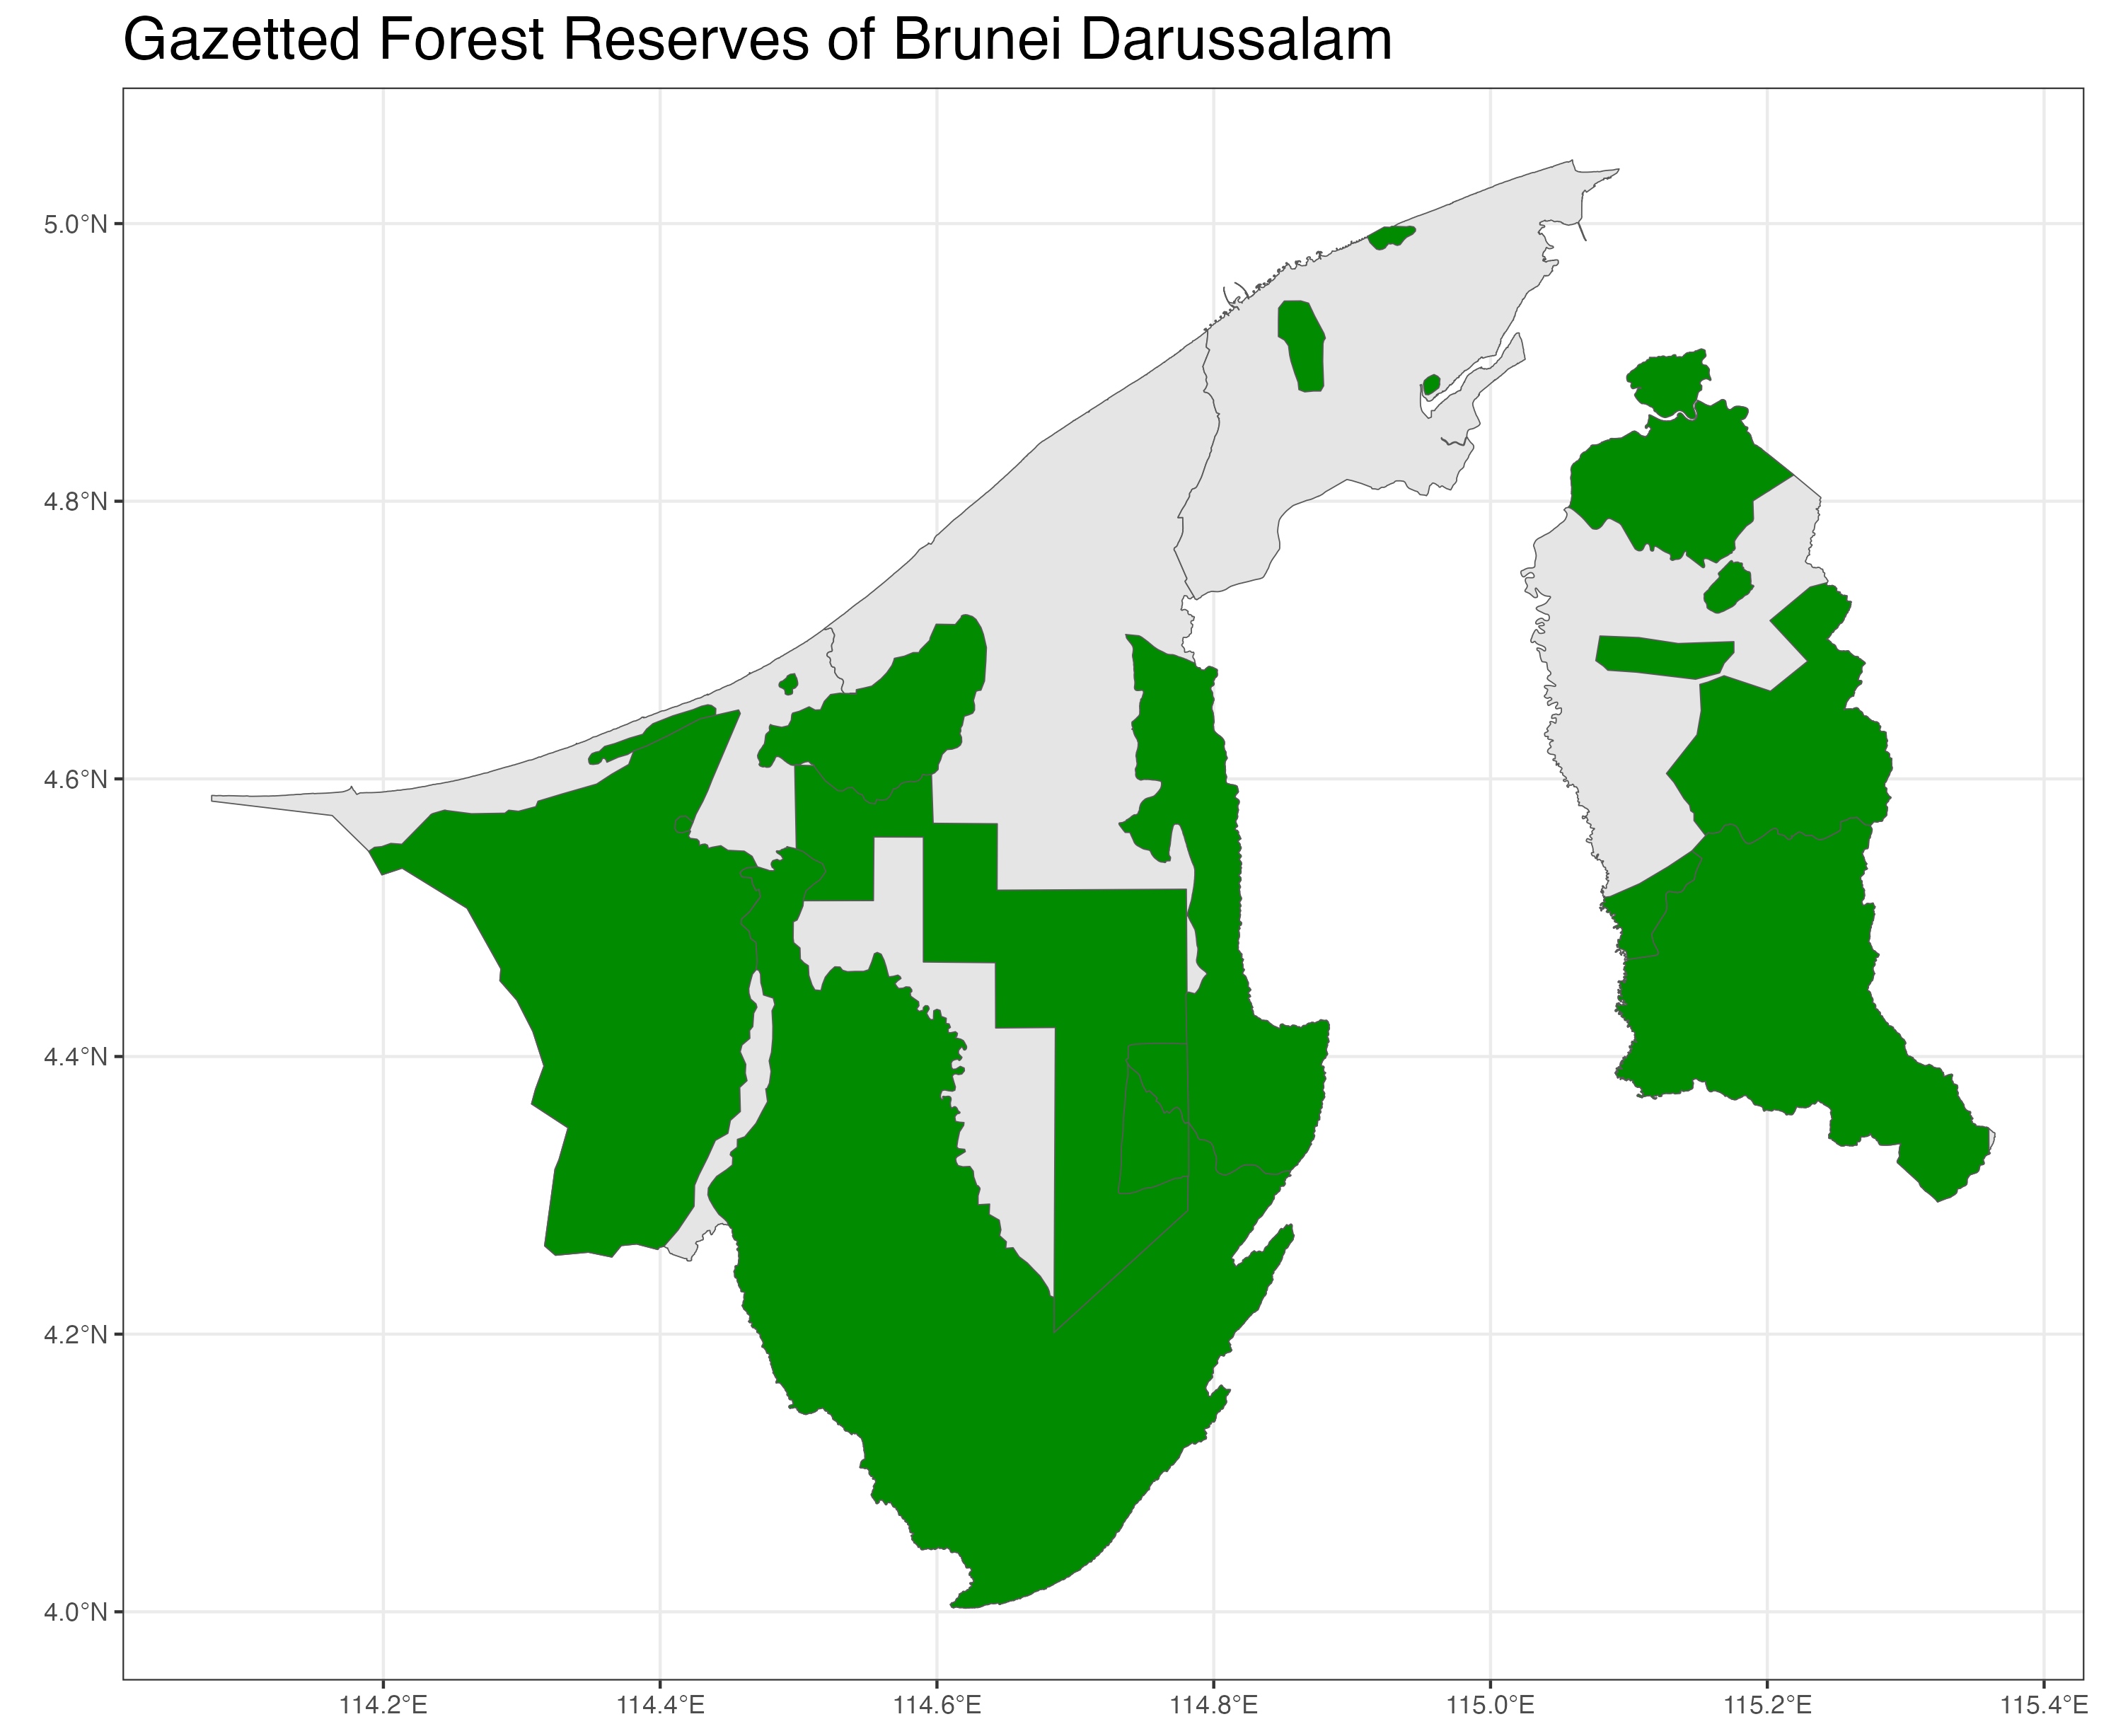 Gazetted Forest Reserves of Brunei Darussalam
5.0°N
4.8°N
4.6°N
4.4°N
4.2°N
4.0°N
114.2°E
114.4°E
114.6°E
114.8°E
115.0°E
115.2°E
115.4°E